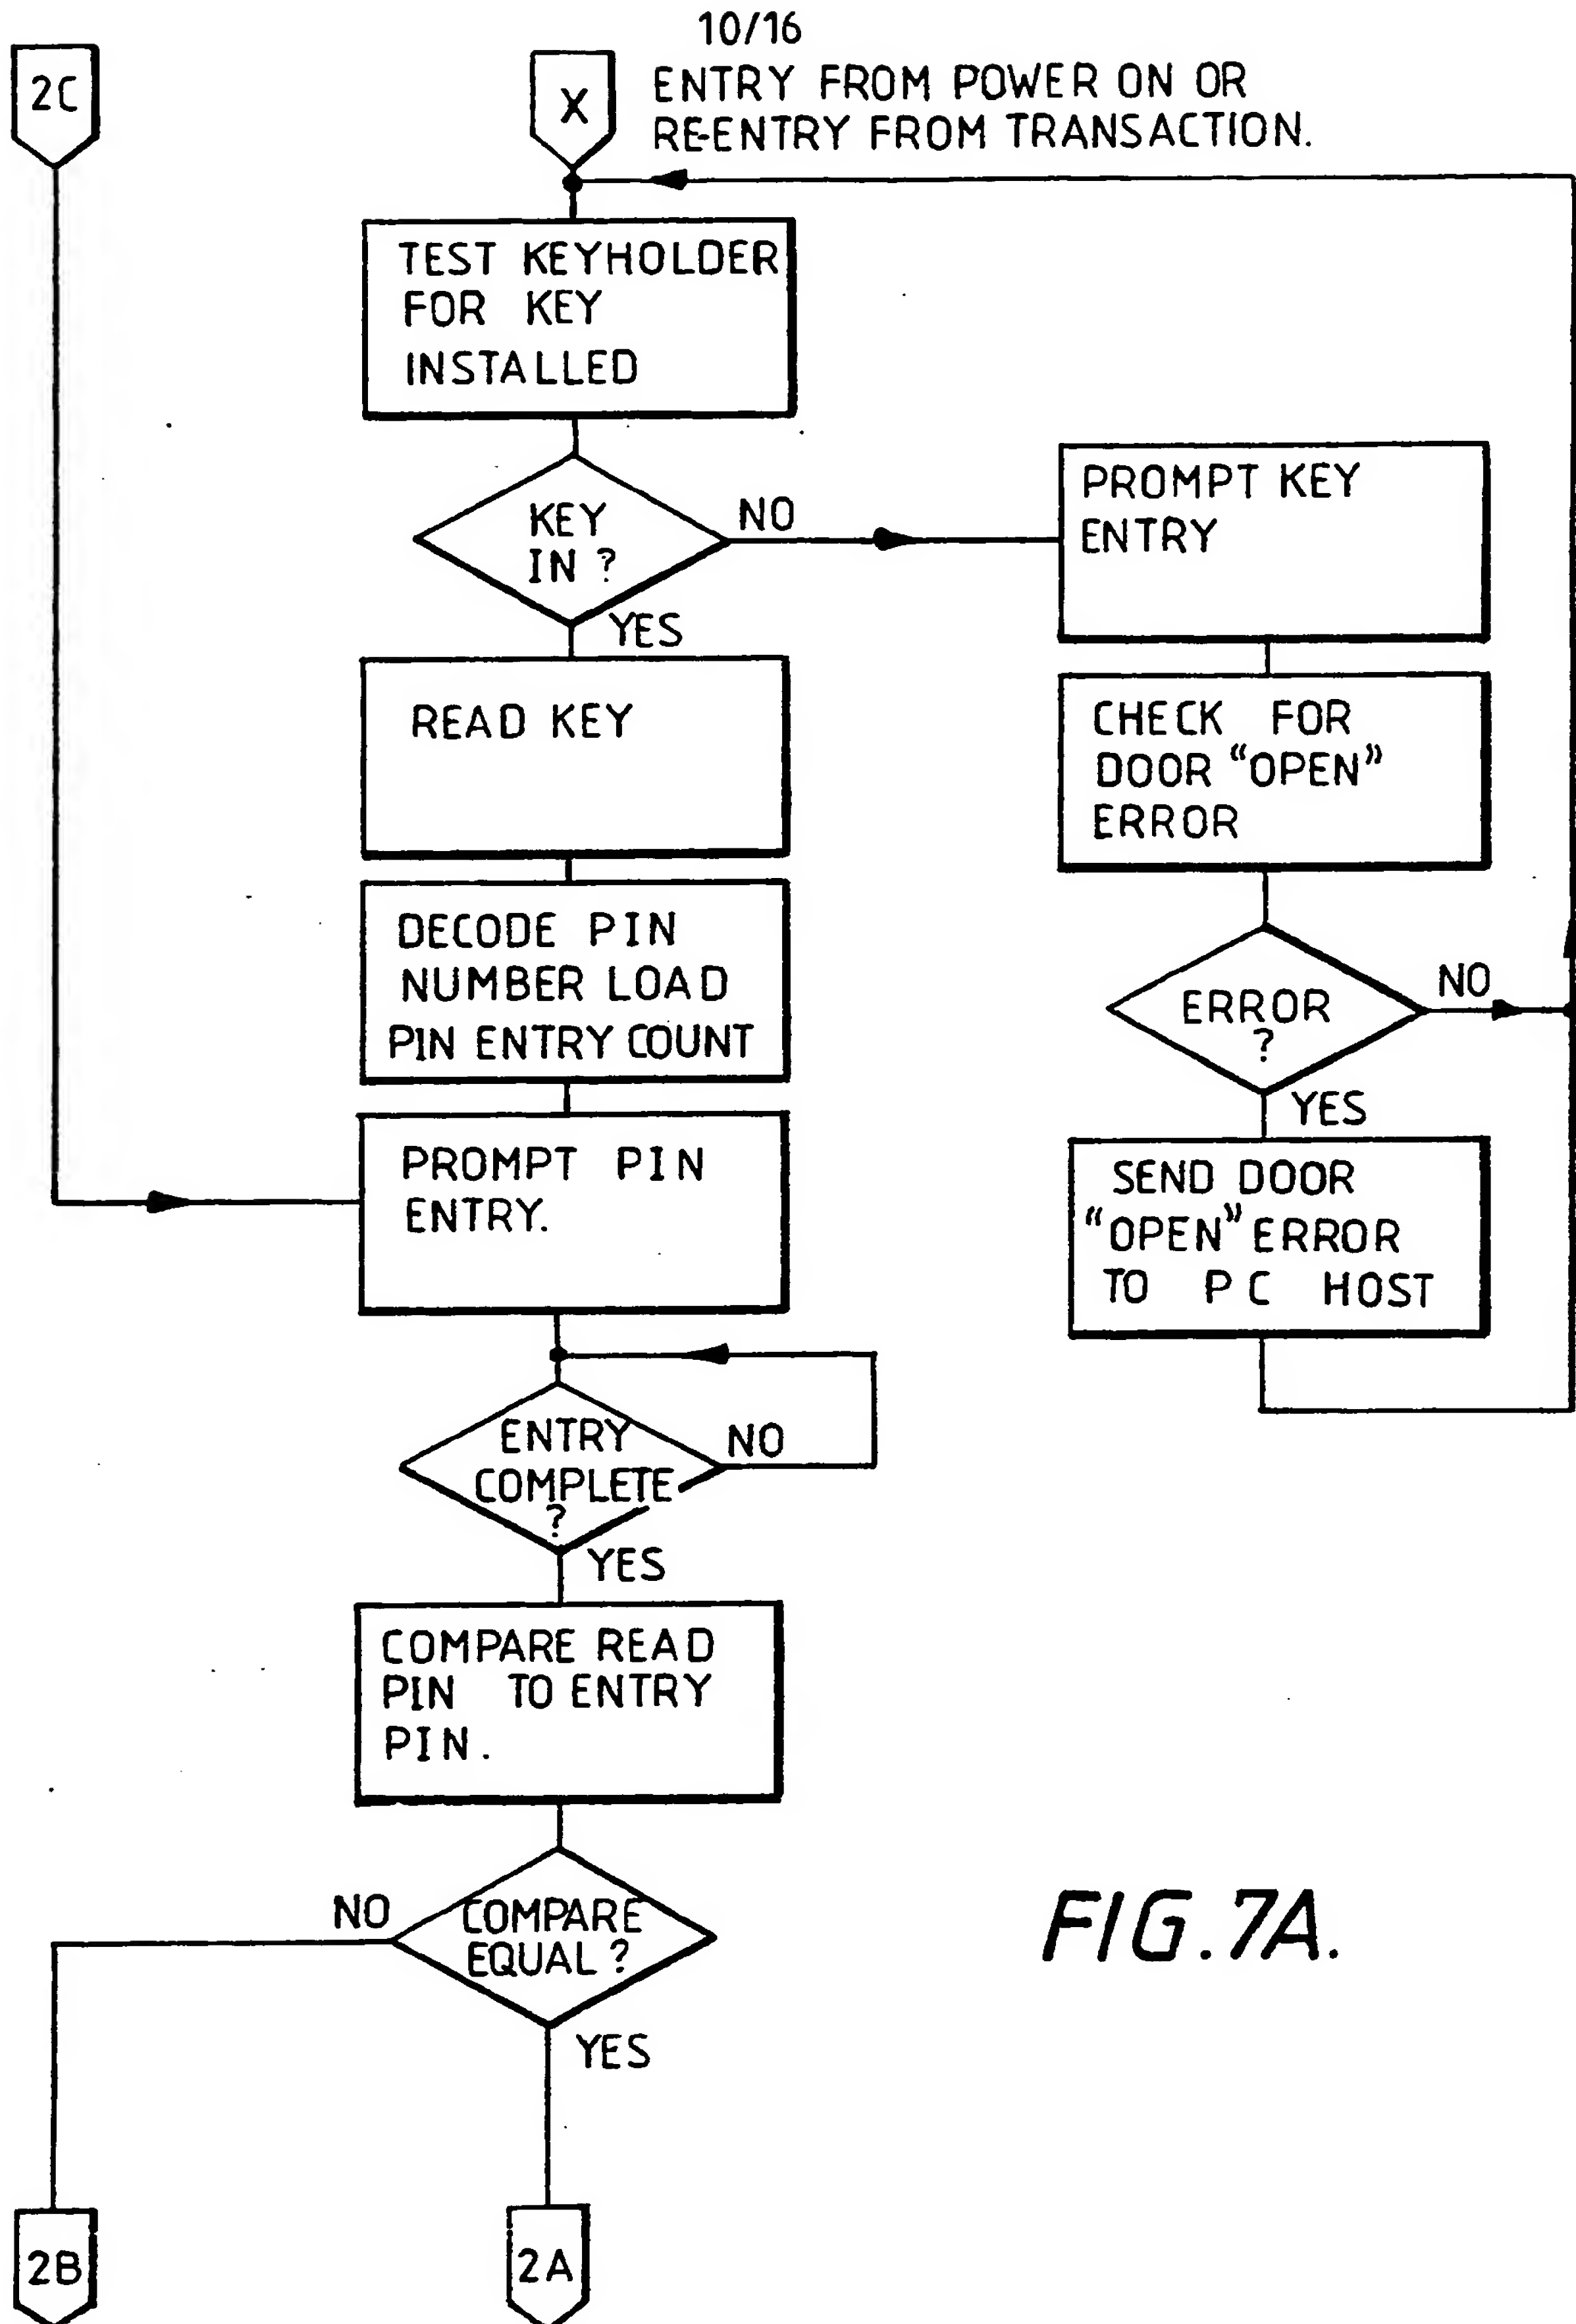 10/16
2C
X
ENTRY FROM POWER ON OR
RE-ENTRY FROM TRANSACTION.
TEST KEYHOLDER
FOR KEY
INSTALLED
KEY
IN ?
NO
YES
PROMPT KEY
ENTRY
READ KEY
CHECK FOR
DOOR “OPEN”
ERROR
DECODE PIN
NUMBER LOAD
PIN ENTRY COUNT
ERROR
?
NO
YES
PROMPT PIN
ENTRY.
SEND DOOR
“OPEN” ERROR
TO PC HOST
ENTRY
COMPLETE
?
NO
YES
COMPARE READ
PIN TO ENTRY
PIN.
NO
COMPARE
EQUAL ?
YES
FIG.7A.
2B
2A